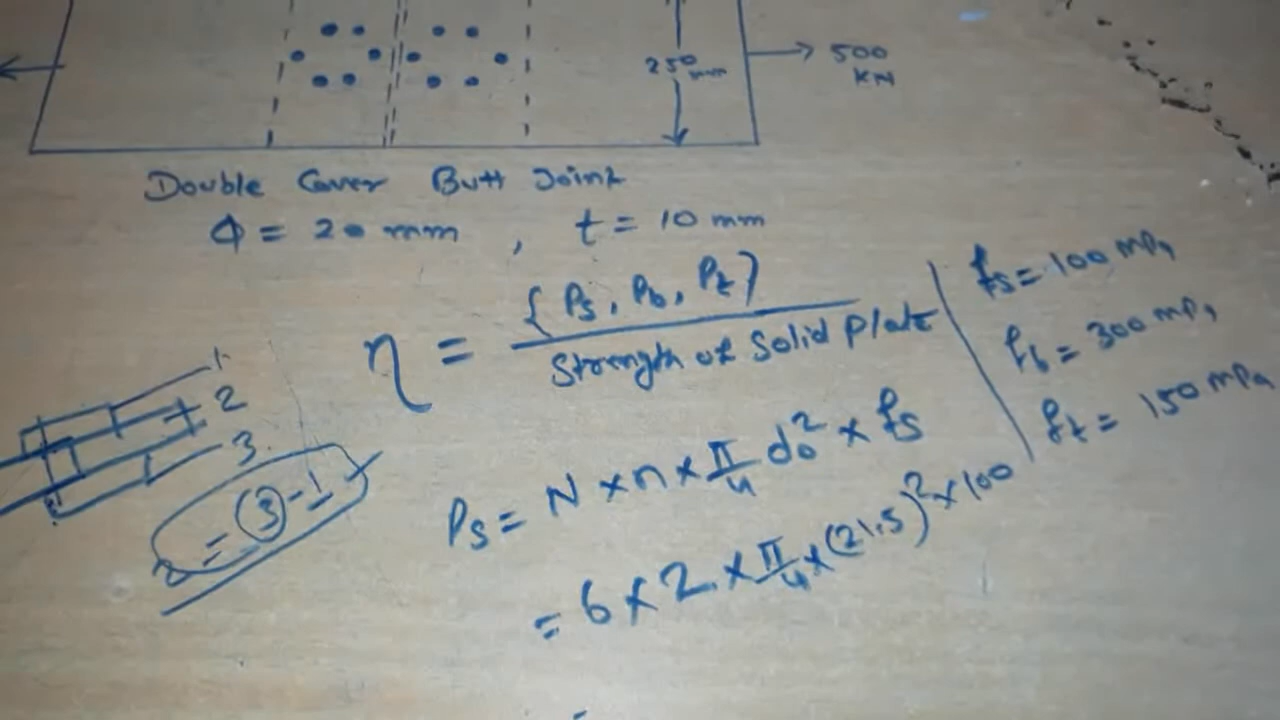 250 mm
500
KN
Double Cover Butt Joint
Φ = 20 mm , t = 10 mm
η = {Ps, Pb, Pt} / Strength of Solid Plate
fs = 100 MPa
fb = 300 MPa
ft = 150 MPa
1
2
3
= 3 - 1
Ps = N × n × π/4 do² × fs
= 6 × 2 × π/4 × (21.5)² × 100
=